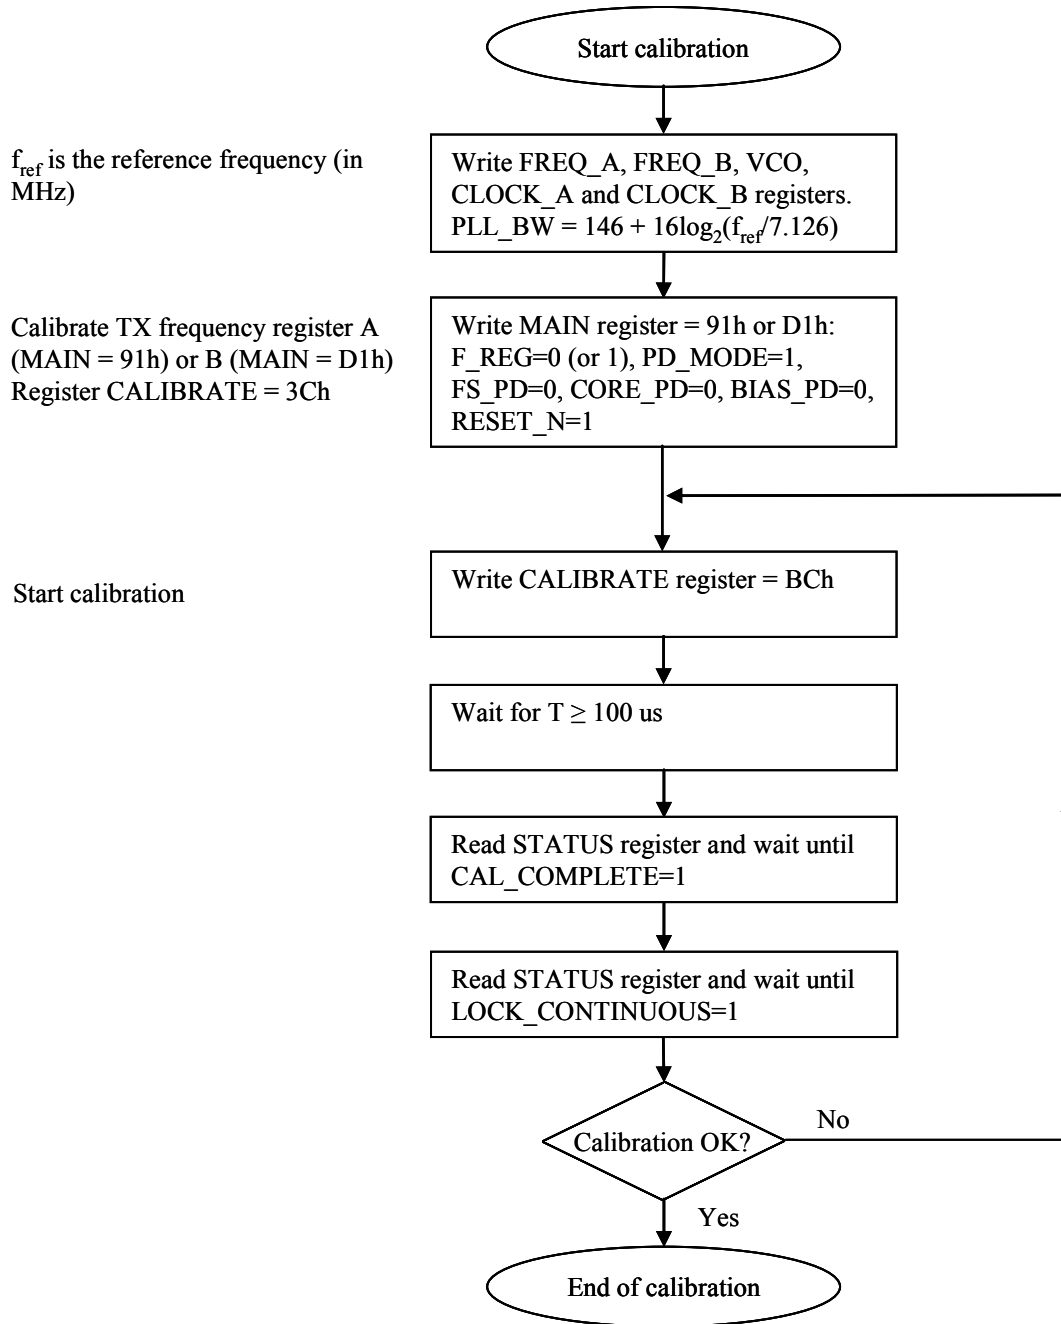 Start calibration
f_ref is the reference frequency (in
MHz)
Write FREQ_A, FREQ_B, VCO,
CLOCK_A and CLOCK_B registers.
PLL_BW = 146 + 16log₂(f_ref/7.126)
Calibrate TX frequency register A
(MAIN = 91h) or B (MAIN = D1h)
Register CALIBRATE = 3Ch
Write MAIN register = 91h or D1h:
F_REG=0 (or 1), PD_MODE=1,
FS_PD=0, CORE_PD=0, BIAS_PD=0,
RESET_N=1
Start calibration
Write CALIBRATE register = BCh
Wait for T ≥ 100 us
Read STATUS register and wait until
CAL_COMPLETE=1
Read STATUS register and wait until
LOCK_CONTINUOUS=1
Calibration OK?
No
Yes
End of calibration